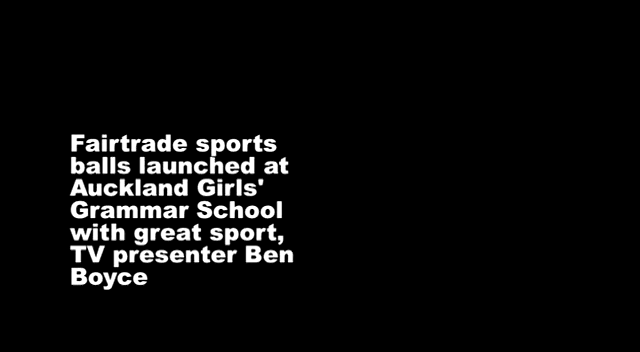 Fairtrade sports
balls launched at
Auckland Girls'
Grammar School
with great sport,
TV presenter Ben
Boyce